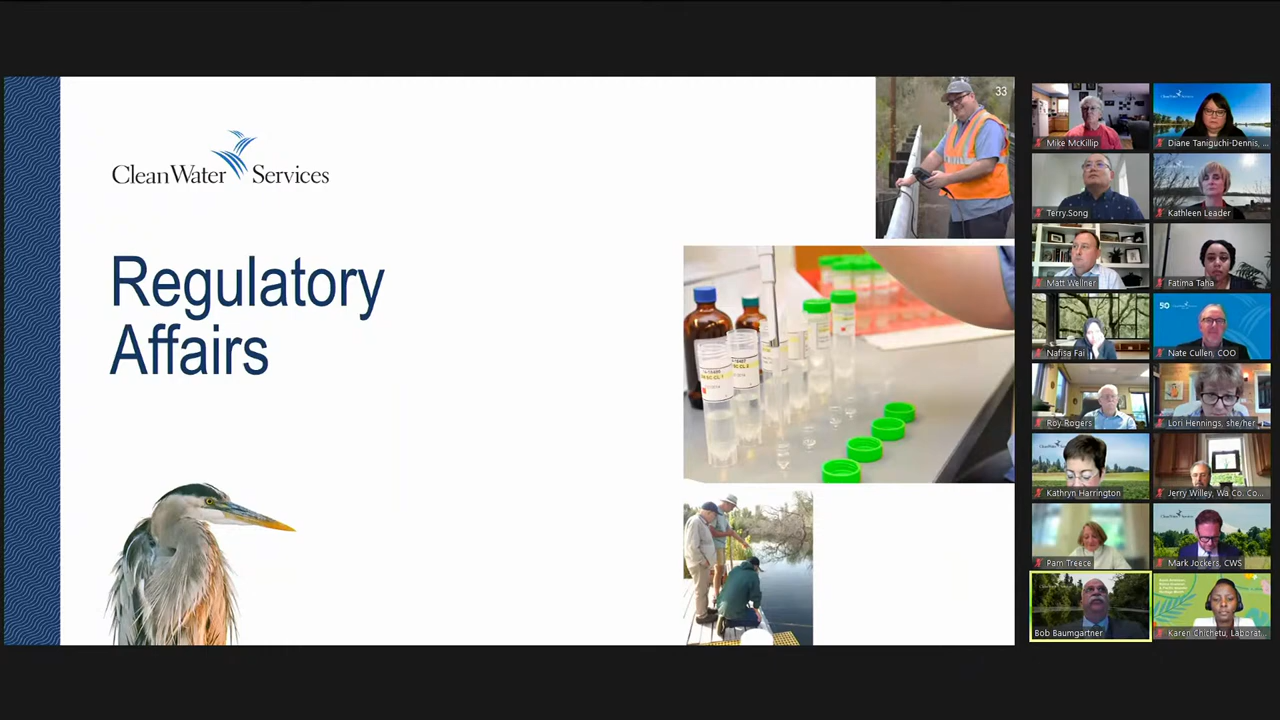 33
CleanWater Services
Regulatory
Affairs
Mike McKillip
Diane Taniguchi-Dennis, ...
Terry.Song
Kathleen Leader
Matt Wellner
Fatima Taha
Nafisa Fai
50
Nate Cullen, COO
Roy Rogers
Lori Hennings, she/her
Kathryn Harrington
Jerry Willey, Wa Co. Co...
Pam Treece
Mark Jockers, CWS
Bob Baumgartner
Karen Chichetu, Laborat...